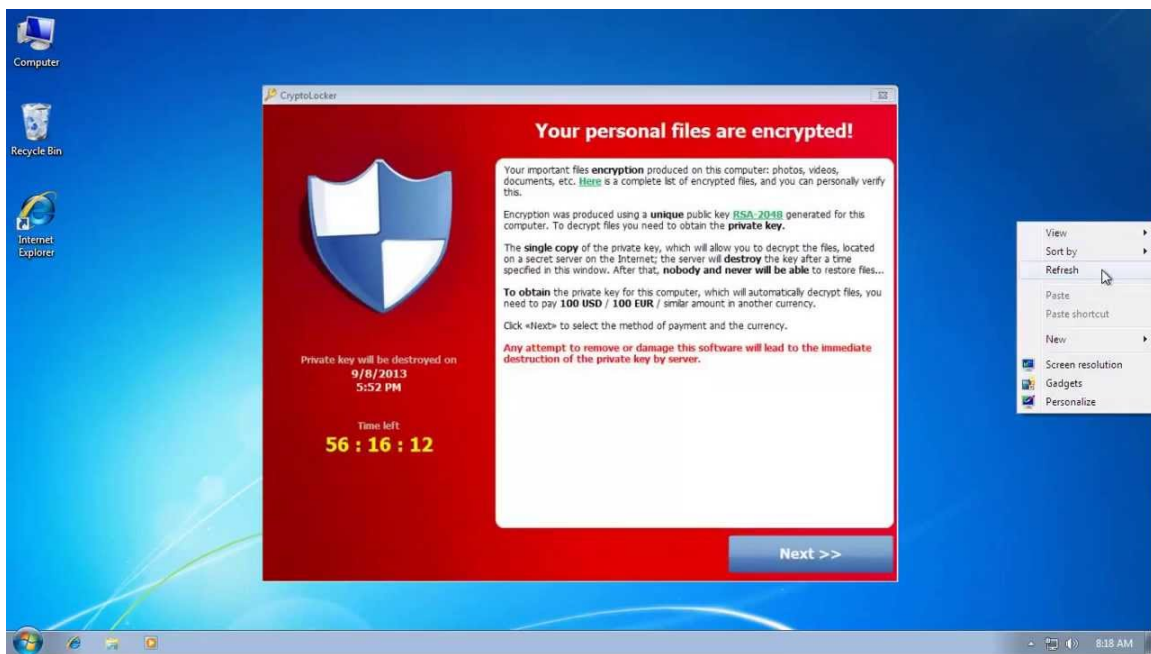 Computer
Recycle Bin
Internet
Explorer
CryptoLocker
Your personal files are encrypted!
Your important files encryption produced on this computer: photos, videos,
documents, etc. Here is a complete list of encrypted files, and you can personally verify
this.
Encryption was produced using a unique public key RSA-2048 generated for this
computer. To decrypt files you need to obtain the private key.
The single copy of the private key, which will allow you to decrypt the files, located
on a secret server on the Internet; the server will destroy the key after a time
specified in this window. After that, nobody and never will be able to restore files...
To obtain the private key for this computer, which will automatically decrypt files, you
need to pay 100 USD / 100 EUR / similar amount in another currency.
Click «Next» to select the method of payment and the currency.
Any attempt to remove or damage this software will lead to the immediate
destruction of the private key by server.
Private key will be destroyed on
9/8/2013
5:52 PM
Time left
56 : 16 : 12
Next >>
View
Sort by
Refresh
Paste
Paste shortcut
New
Screen resolution
Gadgets
Personalize
8:18 AM